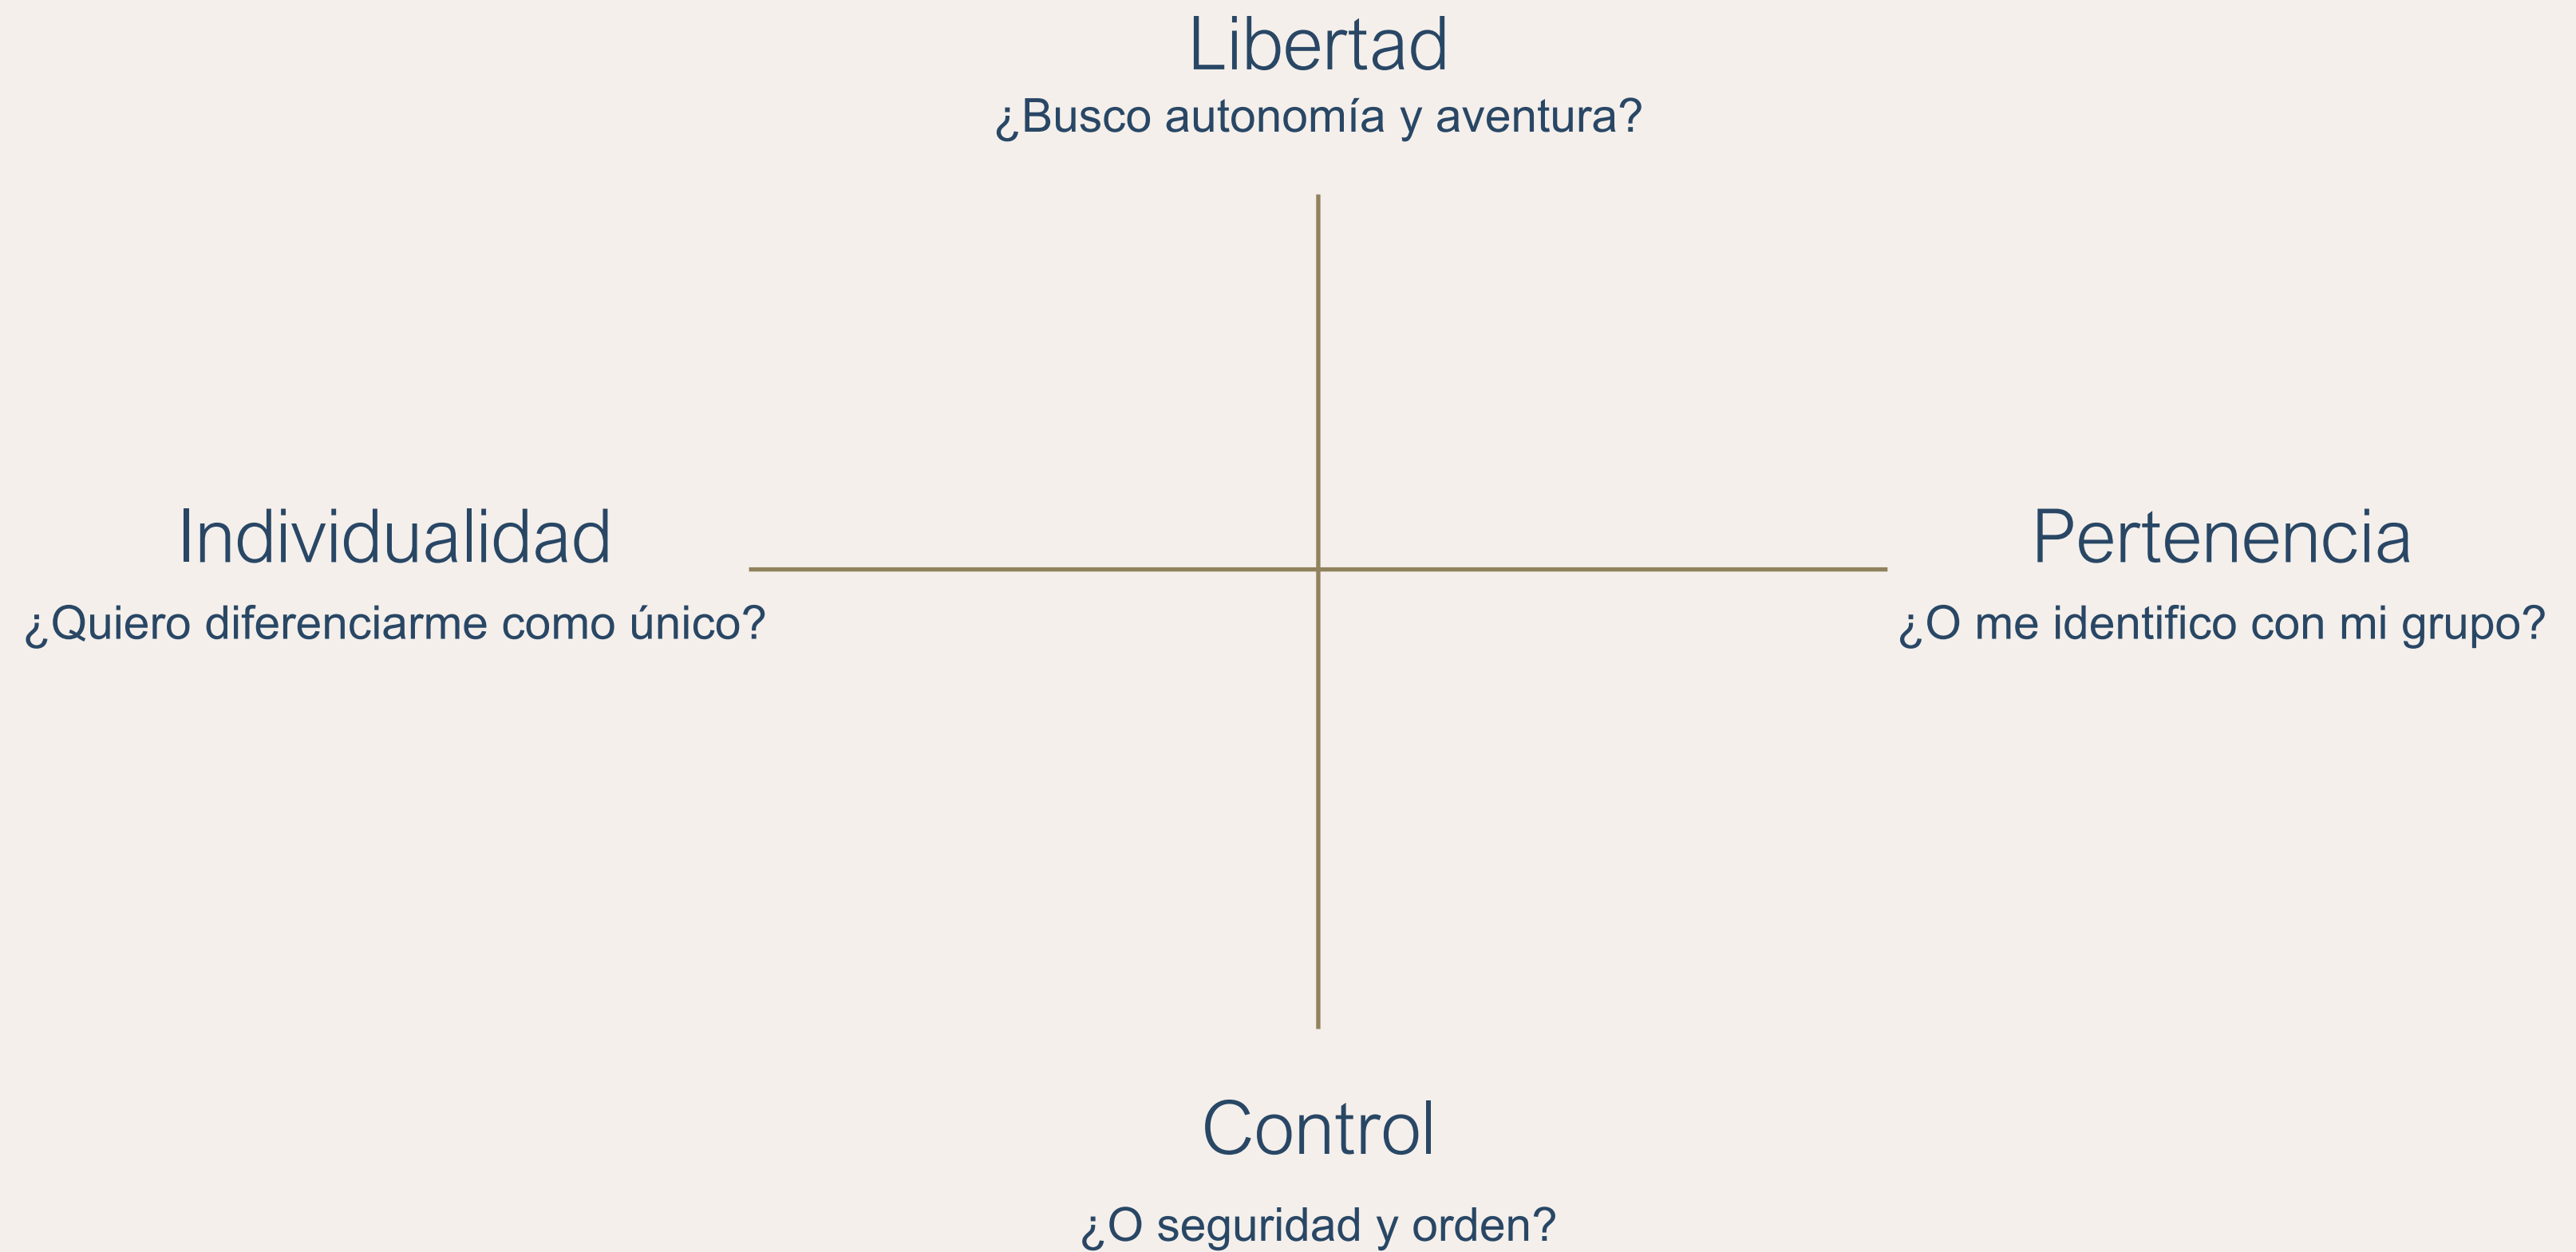 Libertad
¿Busco autonomía y aventura?
Individualidad
¿Quiero diferenciarme como único?
Pertenencia
¿O me identifico con mi grupo?
Control
¿O seguridad y orden?